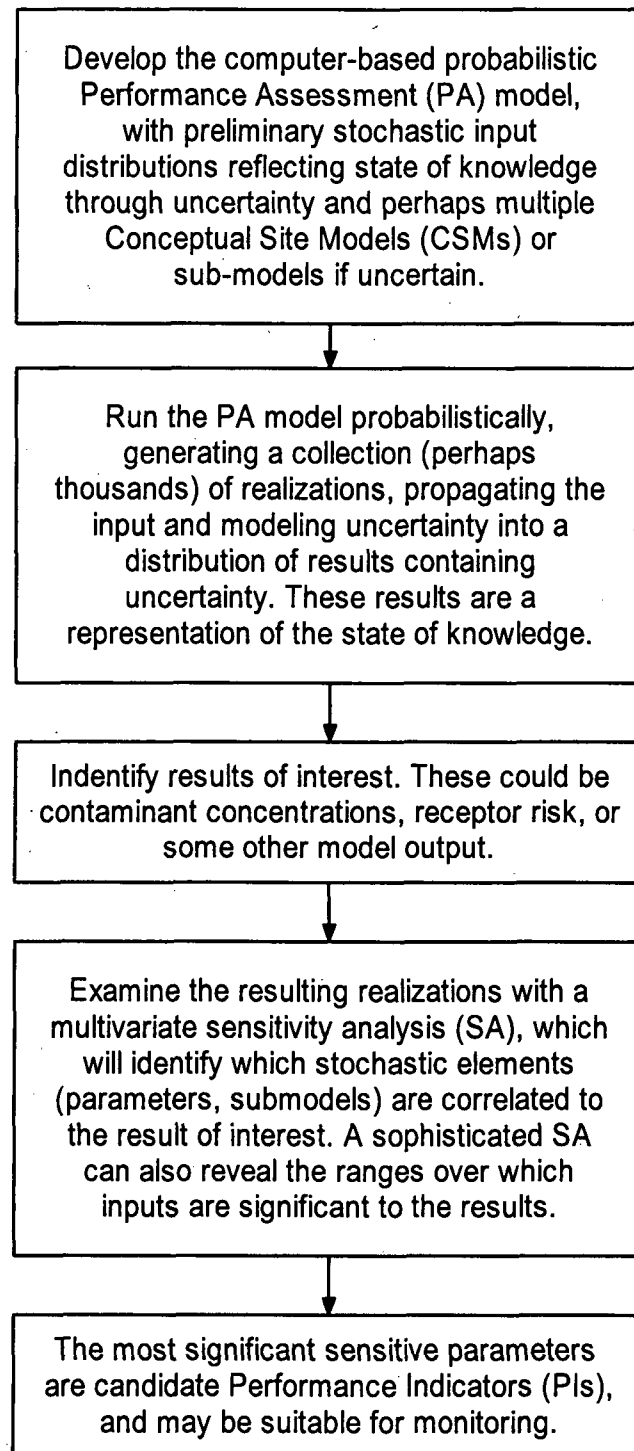 Develop the computer-based probabilistic
Performance Assessment (PA) model,
with preliminary stochastic input
distributions reflecting state of knowledge
through uncertainty and perhaps multiple
Conceptual Site Models (CSMs) or
sub-models if uncertain.
Run the PA model probabilistically,
generating a collection (perhaps
thousands) of realizations, propagating the
input and modeling uncertainty into a
distribution of results containing
uncertainty. These results are a
representation of the state of knowledge.
Indentify results of interest. These could be
contaminant concentrations, receptor risk, or
some other model output.
Examine the resulting realizations with a
multivariate sensitivity analysis (SA), which
will identify which stochastic elements
(parameters, submodels) are correlated to
the result of interest. A sophisticated SA
can also reveal the ranges over which
inputs are significant to the results.
The most significant sensitive parameters
are candidate Performance Indicators (PIs),
and may be suitable for monitoring.